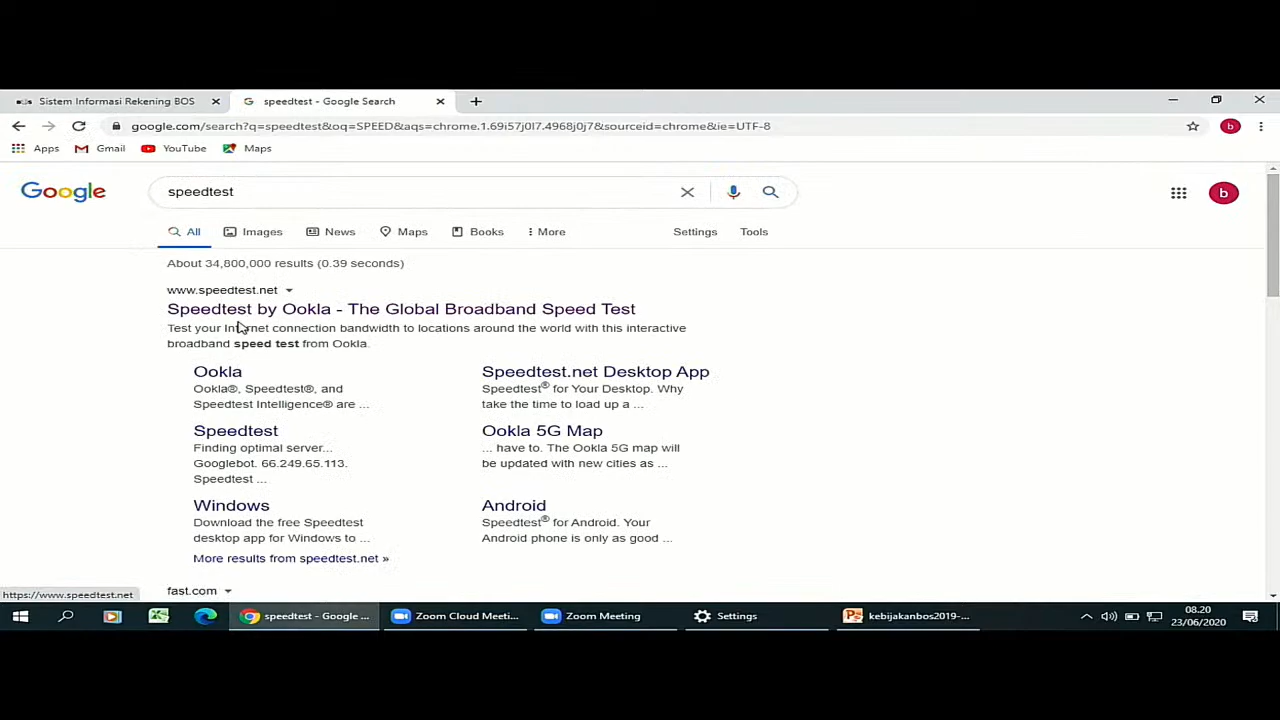 Sistem Informasi Rekening BOS
speedtest - Google Search
google.com/search?q=speedtest&oq=SPEED&aqs=chrome.1.69i57j0l7.4968j0j7&sourceid=chrome&ie=UTF-8
b
Apps
Gmail
YouTube
Maps
Google
speedtest
b
All
Images
News
Maps
Books
More
Settings
Tools
About 34,800,000 results (0.39 seconds)
www.speedtest.net
Speedtest by Ookla - The Global Broadband Speed Test
Test your Internet connection bandwidth to locations around the world with this interactive
broadband speed test from Ookla.
Ookla
Ookla®, Speedtest®, and
Speedtest Intelligence® are ...
Speedtest.net Desktop App
Speedtest® for Your Desktop. Why
take the time to load up a ...
Speedtest
Finding optimal server...
Googlebot. 66.249.65.113.
Speedtest ...
Ookla 5G Map
... have to. The Ookla 5G map will
be updated with new cities as ...
Windows
Download the free Speedtest
desktop app for Windows to ...
Android
Speedtest® for Android. Your
Android phone is only as good ...
More results from speedtest.net »
fast.com
https://www.speedtest.net
speedtest - Google ...
Zoom Cloud Meeti...
Zoom Meeting
Settings
kebijakanbos2019-...
08.20
23/06/2020